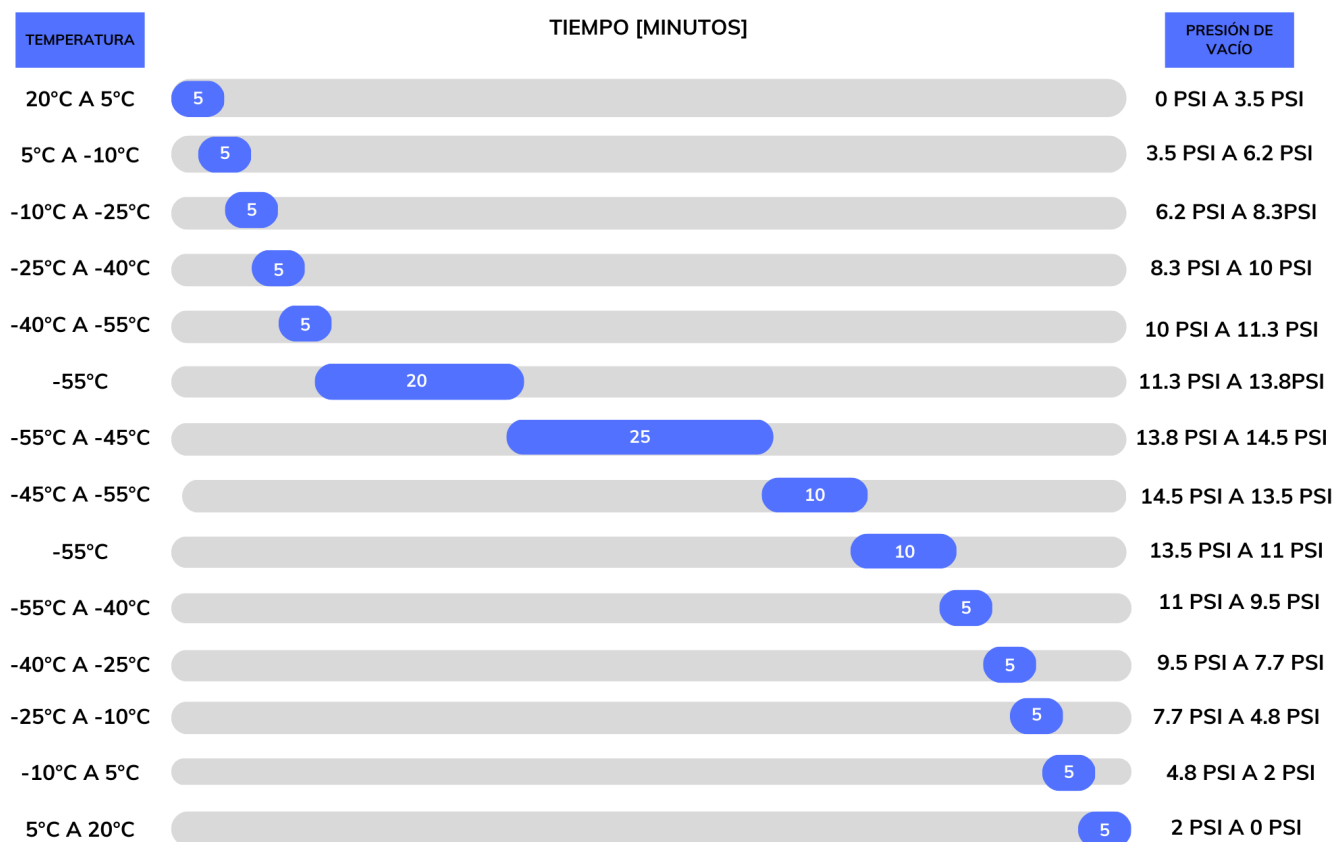 TEMPERATURA
TIEMPO [MINUTOS]
PRESIÓN DE
VACÍO
20°C A 5°C 5 0 PSI A 3.5 PSI
5°C A -10°C 5 3.5 PSI A 6.2 PSI
-10°C A -25°C 5 6.2 PSI A 8.3PSI
-25°C A -40°C 5 8.3 PSI A 10 PSI
-40°C A -55°C 5 10 PSI A 11.3 PSI
-55°C 20 11.3 PSI A 13.8PSI
-55°C A -45°C 25 13.8 PSI A 14.5 PSI
-45°C A -55°C 10 14.5 PSI A 13.5 PSI
-55°C 10 13.5 PSI A 11 PSI
-55°C A -40°C 5 11 PSI A 9.5 PSI
-40°C A -25°C 5 9.5 PSI A 7.7 PSI
-25°C A -10°C 5 7.7 PSI A 4.8 PSI
-10°C A 5°C 5 4.8 PSI A 2 PSI
5°C A 20°C 5 2 PSI A 0 PSI